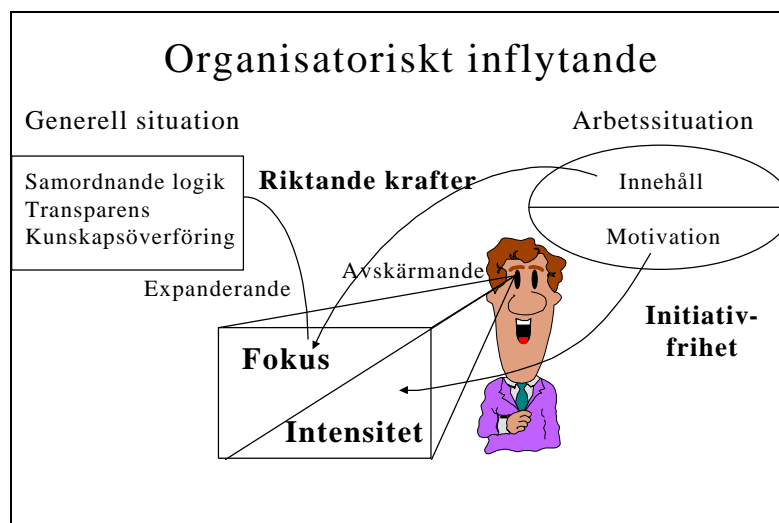 Organisatoriskt inflytande
Generell situation
Arbetssituation
Samordnande logik
Transparens
Kunskapsöverföring
Riktande krafter
Innehåll
Motivation
Expanderande
Avskärmande
Initiativ-
frihet
Fokus
Intensitet